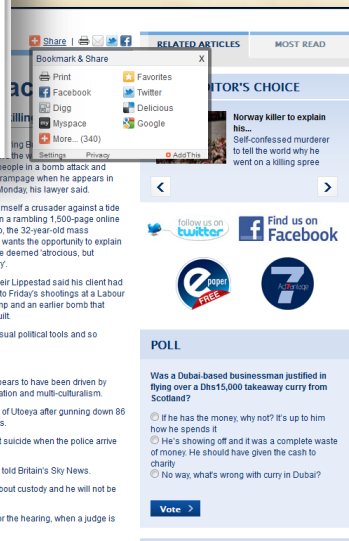 Share
RELATED ARTICLES
MOST READ
Bookmark & Share X
Print
Favorites
Facebook
Twitter
Digg
Delicious
Myspace
Google
More... (340)
Settings Privacy AddThis
ac
killing
people in a bomb attack and
rampage when he appears in
Monday, his lawyer said.
mself a crusader against a tide
n a rambling 1,500-page online
, the 32-year-old mass
wants the opportunity to explain
e deemed 'atrocious, but
y'.
eir Lippestad said his client had
to Friday's shootings at a Labour
mp and an earlier bomb that
uilt.
sual political tools and so
ears to have been driven by
ation and multi-culturalism.
of Utoeya after gunning down 86
s.
t suicide when the police arrive
told Britain's Sky News.
bout custody and he will not be
or the hearing, when a judge is
ITOR'S CHOICE
Norway killer to explain
his...
Self-confessed murderer
to tell the world why he
went on a killing spree
follow us on
twitter
Find us on
Facebook
e paper
FREE
7
POLL
Was a Dubai-based businessman justified in
flying over a Dhs15,000 takeaway curry from
Scotland?
If he has the money, why not? It's up to him
how he spends it
He's showing off and it was a complete waste
of money. He should have given the cash to
charity
No way, what's wrong with curry in Dubai?
Vote >